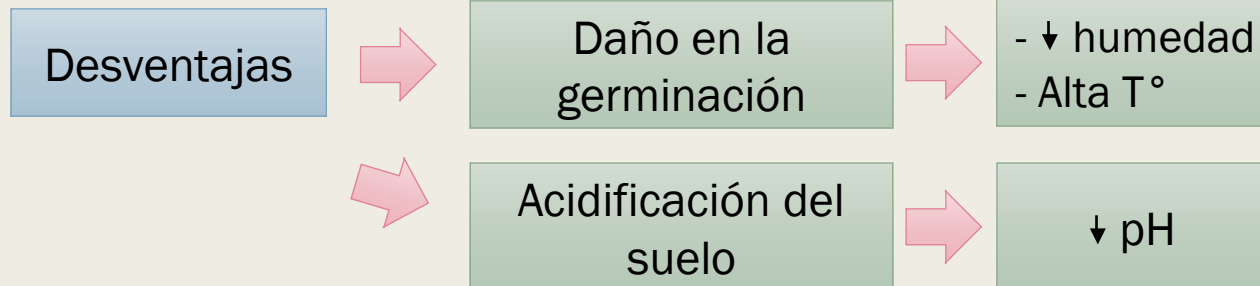 Desventajas
Daño en la
germinación
- ↓ humedad
- Alta T°
Acidificación del
suelo
↓ pH